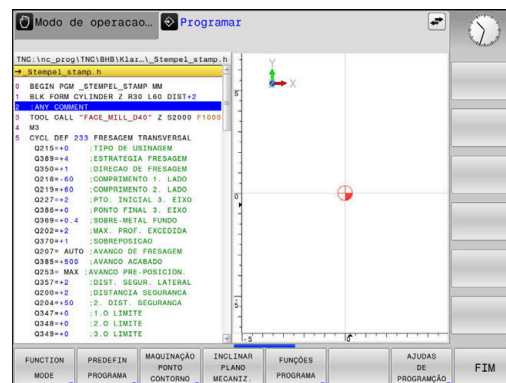 Modo de operacao... Programar
TNC:\nc_prog\TNC\BHB\Klar…\_Stempel_stamp.h
→_Stempel_stamp.h
0 BEGIN PGM _STEMPEL_STAMP MM
1 BLK FORM CYLINDER Z R30 L60 DIST+2
2 ;ANY COMMENT
3 TOOL CALL "FACE_MILL_D40" Z S2000 F1000
4 M3
5 CYCL DEF 233 FRESAGEM TRANSVERSAL
Q215=+0 ;TIPO DE USINAGEM
Q389=+4 ;ESTRATEGIA FRESAGEM
Q350=+1 ;DIRECAO DE FRESAGEM
Q218=-60 ;COMPRIMENTO 1. LADO
Q219=+60 ;COMPRIMENTO 2. LADO
Q227=+2 ;PTO. INICIAL 3. EIXO
Q386=+0 ;PONTO FINAL 3. EIXO
Q369=+0.4 ;SOBRE-METAL FUNDO
Q202=+2 ;MAX. PROF. EXCEDIDA
Q370=+1 ;SOBREPOSICAO
Q207= AUTO ;AVANCO DE FRESAGEM
Q385=+500 ;AVANCO ACABADO
Q253= MAX ;AVANCO PRE-POSICION.
Q357=+2 ;DIST. SEGUR. LATERAL
Q200=+2 ;DISTANCIA SEGURANCA
Q204=+50 ;2. DIST. SEGURANCA
Q347=+0 ;1.O LIMITE
Q348=+0 ;2.O LIMITE
Q349=+0 ;3.O LIMITE
Y
X
5
0
5
-5
0
FUNCTION MODE
PREDEFIN PROGRAMA
MAQUINAÇÃO PONTO CONTORNO
INCLINAR PLANO MECANIZ.
FUNÇÕES PROGRAMA
AJUDAS DE PROGRAMÇÃO
FIM